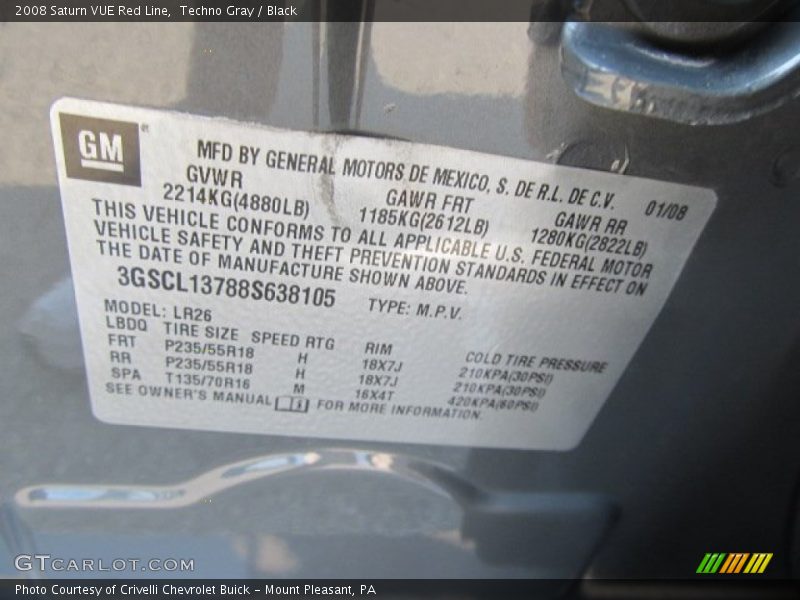 2008 Saturn VUE Red Line, Techno Gray / Black
GM
MFD BY GENERAL MOTORS DE MEXICO, S. DE R.L. DE C.V. 01/08
GVWR GAWR FRT GAWR RR
2214KG(4880LB) 1185KG(2612LB) 1280KG(2822LB)
THIS VEHICLE CONFORMS TO ALL APPLICABLE U.S. FEDERAL MOTOR
VEHICLE SAFETY AND THEFT PREVENTION STANDARDS IN EFFECT ON
THE DATE OF MANUFACTURE SHOWN ABOVE.
3GSCL13788S638105 TYPE: M.P.V.
MODEL: LR26
LBDQ TIRE SIZE SPEED RTG RIM COLD TIRE PRESSURE
FRT P235/55R18 H 18X7J 210KPA(30PSI)
RR P235/55R18 H 18X7J 210KPA(30PSI)
SPA T135/70R16 M 16X4T 420KPA(60PSI)
SEE OWNER'S MANUAL FOR MORE INFORMATION.
GTCARLOT.COM
Photo Courtesy of Crivelli Chevrolet Buick - Mount Pleasant, PA